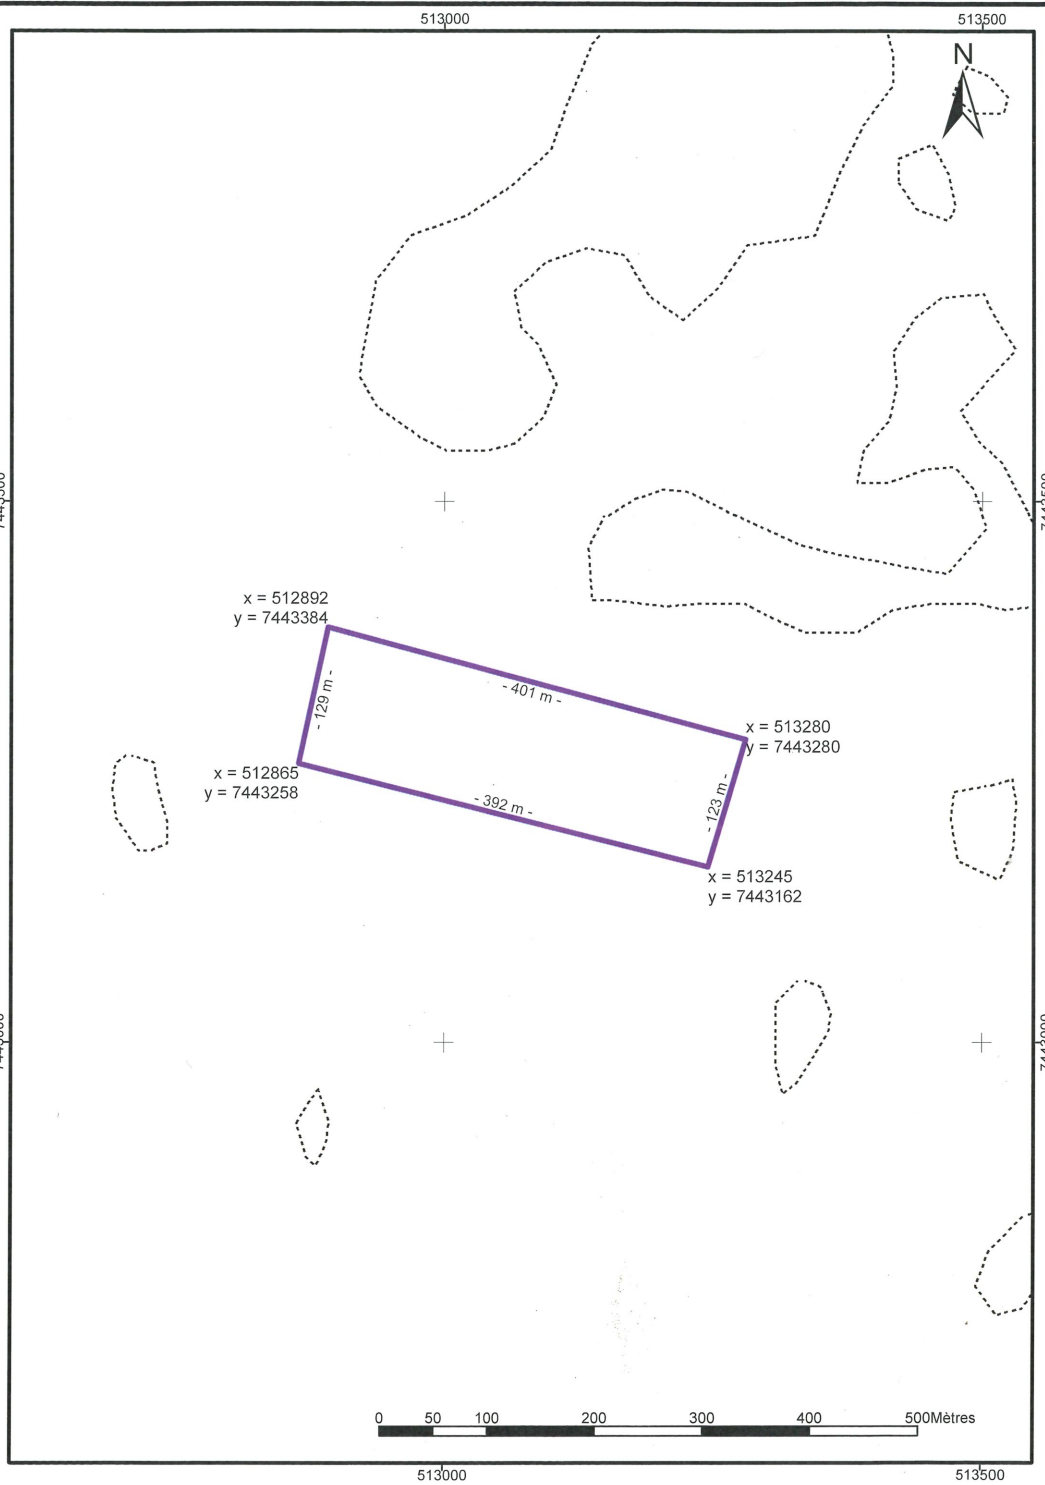 513000
513500
N
x = 512892
y = 7443384
- 401 m -
- 129 m -
x = 513280
y = 7443280
x = 512865
y = 7443258
- 392 m -
- 123 m -
x = 513245
y = 7443162
0 50 100 200 300 400 500Mètres
513000
513500